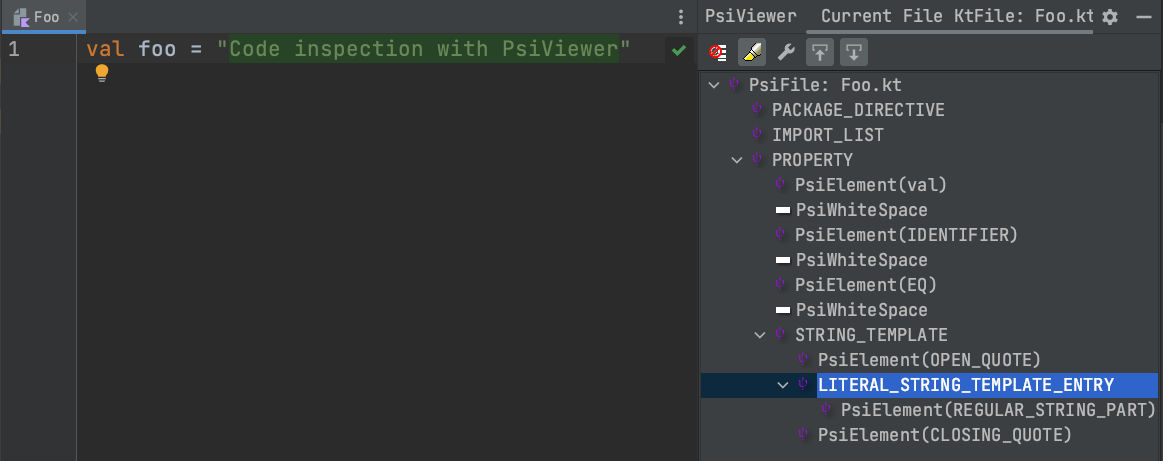 Foo
PsiViewer Current File KtFile: Foo.kt
1 val foo = "Code inspection with PsiViewer"
PsiFile: Foo.kt
PACKAGE_DIRECTIVE
IMPORT_LIST
PROPERTY
PsiElement(val)
PsiWhiteSpace
PsiElement(IDENTIFIER)
PsiWhiteSpace
PsiElement(EQ)
PsiWhiteSpace
STRING_TEMPLATE
PsiElement(OPEN_QUOTE)
LITERAL_STRING_TEMPLATE_ENTRY
PsiElement(REGULAR_STRING_PART)
PsiElement(CLOSING_QUOTE)